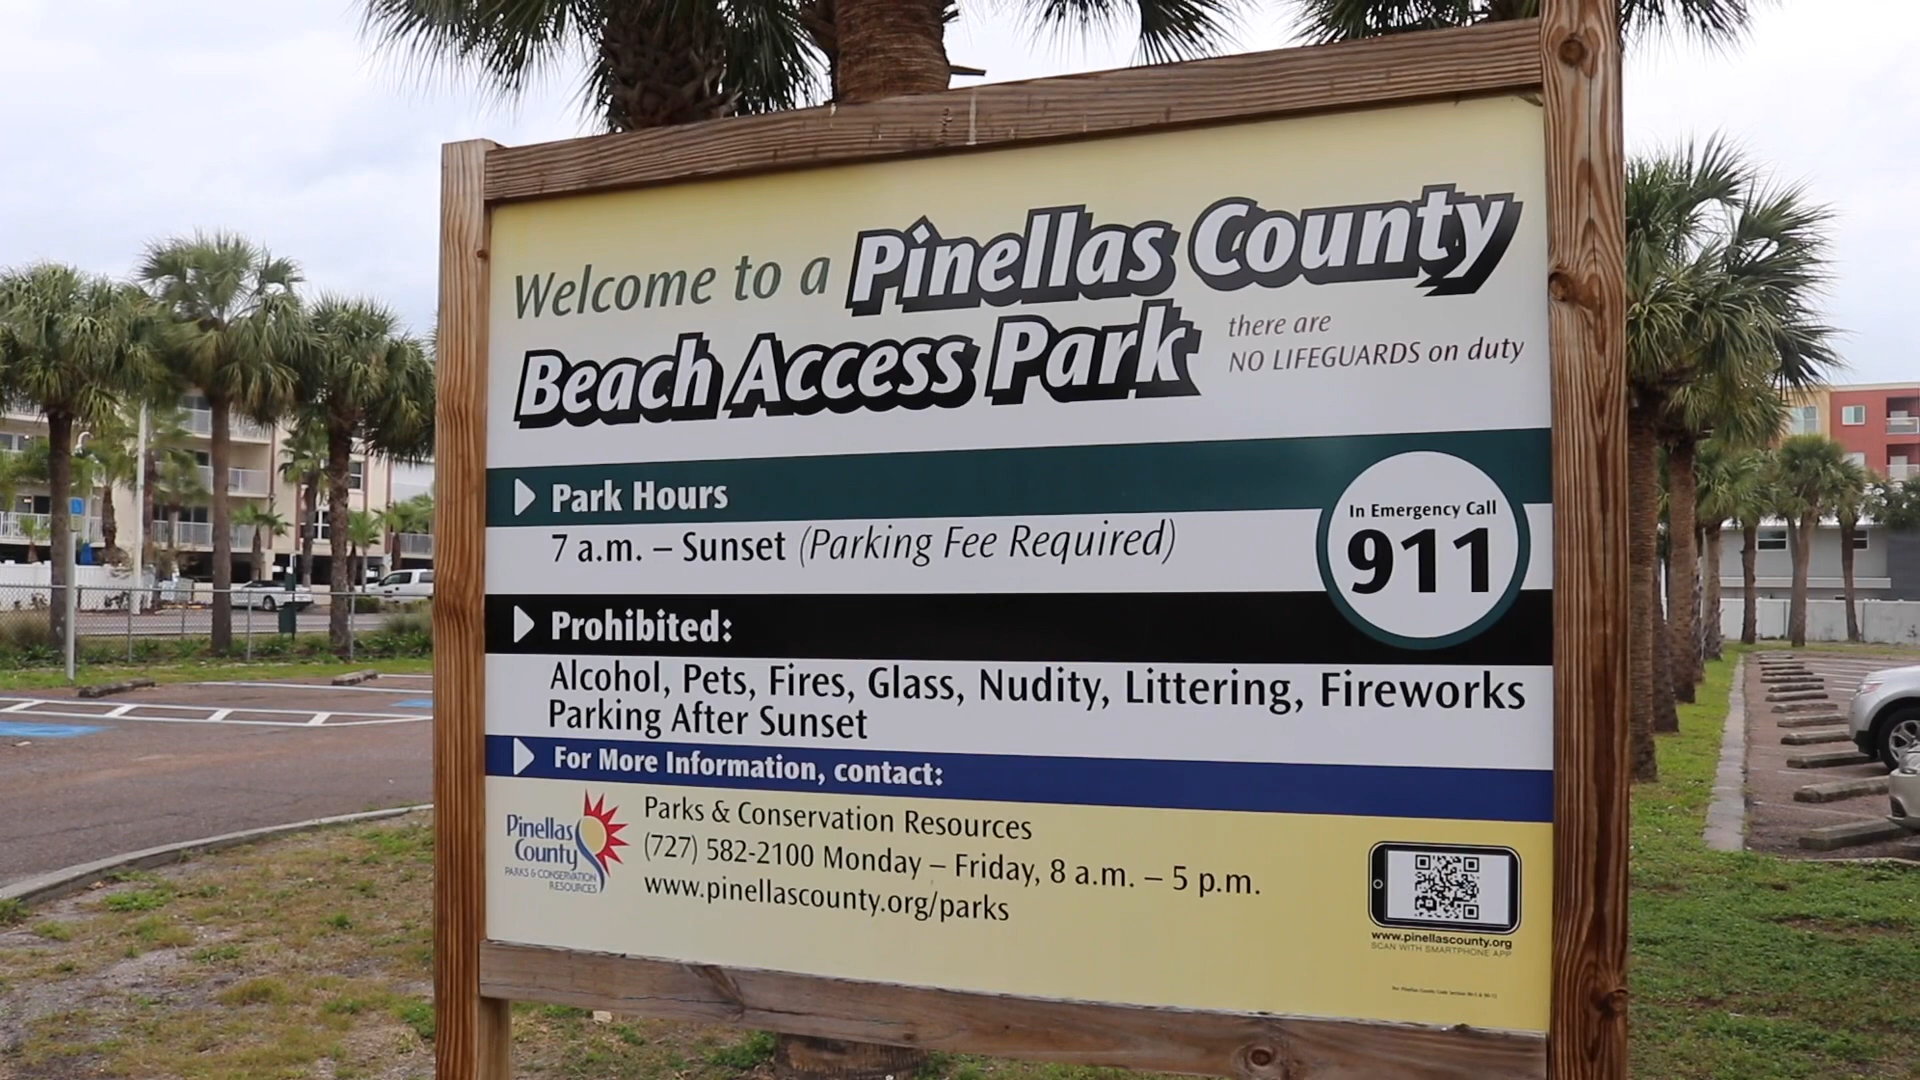 Welcome to a Pinellas County
Beach Access Park
there are
NO LIFEGUARDS on duty
Park Hours
7 a.m. – Sunset (Parking Fee Required)
In Emergency Call
911
Prohibited:
Alcohol, Pets, Fires, Glass, Nudity, Littering, Fireworks
Parking After Sunset
For More Information, contact:
Pinellas
County
PARKS & CONSERVATION
RESOURCES
Parks & Conservation Resources
(727) 582-2100 Monday – Friday, 8 a.m. – 5 p.m.
www.pinellascounty.org/parks
www.pinellascounty.org
SCAN WITH SMARTPHONE APP